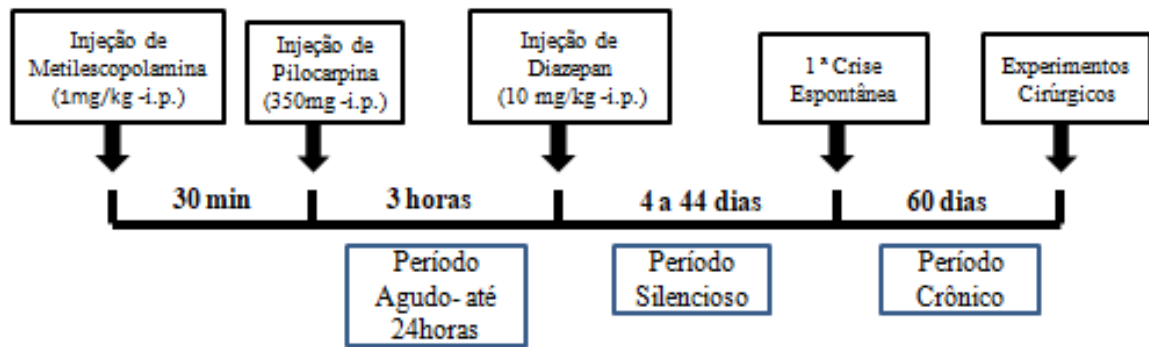 Injeção de
Metilescopolamina
(1mg/kg -i.p.)
Injeção de
Pilocarpina
(350mg -i.p.)
Injeção de
Diazepan
(10 mg/kg -i.p.)
1ª Crise
Espontânea
Experimentos
Cirúrgicos
30 min
3 horas
4 a 44 dias
60 dias
Período
Agudo- até
24horas
Período
Silencioso
Período
Crônico